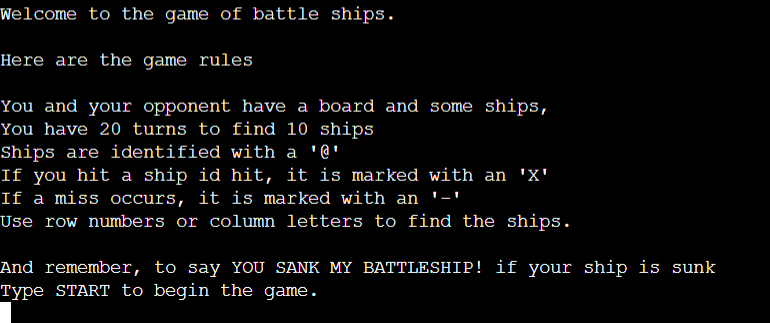 Welcome to the game of battle ships.
Here are the game rules
You and your opponent have a board and some ships,
You have 20 turns to find 10 ships
Ships are identified with a '@'
If you hit a ship id hit, it is marked with an 'X'
If a miss occurs, it is marked with an '-'
Use row numbers or column letters to find the ships.
And remember, to say YOU SANK MY BATTLESHIP! if your ship is sunk
Type START to begin the game.